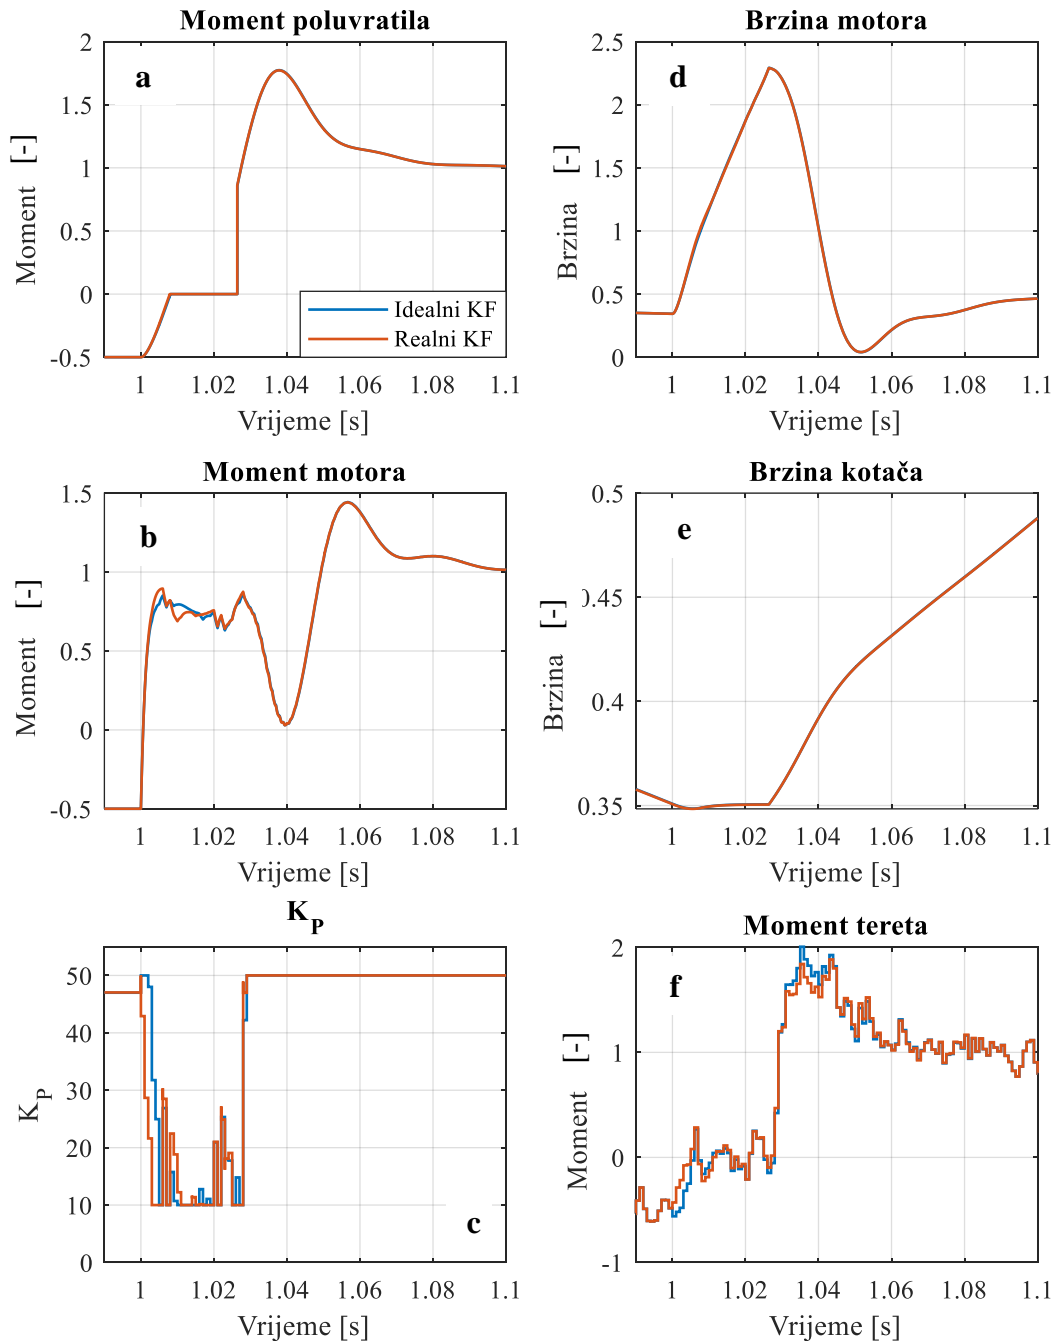 Moment poluvratila
a
2
1.5
1
0.5
0
-0.5
Moment [-]
Idealni KF
Realni KF
1 1.02 1.04 1.06 1.08 1.1
Vrijeme [s]
Brzina motora
d
2.5
2
1.5
1
0.5
0
Brzina [-]
1 1.02 1.04 1.06 1.08 1.1
Vrijeme [s]
Moment motora
b
1.5
1
0.5
0
-0.5
Moment [-]
1 1.02 1.04 1.06 1.08 1.1
Vrijeme [s]
Brzina kotača
e
0.5
0.45
0.4
0.35
Brzina [-]
1 1.02 1.04 1.06 1.08 1.1
Vrijeme [s]
K_P
50
40
30
20
10
0
K_P
c
1 1.02 1.04 1.06 1.08 1.1
Vrijeme [s]
Moment tereta
f
2
1
0
-1
Moment [-]
1 1.02 1.04 1.06 1.08 1.1
Vrijeme [s]